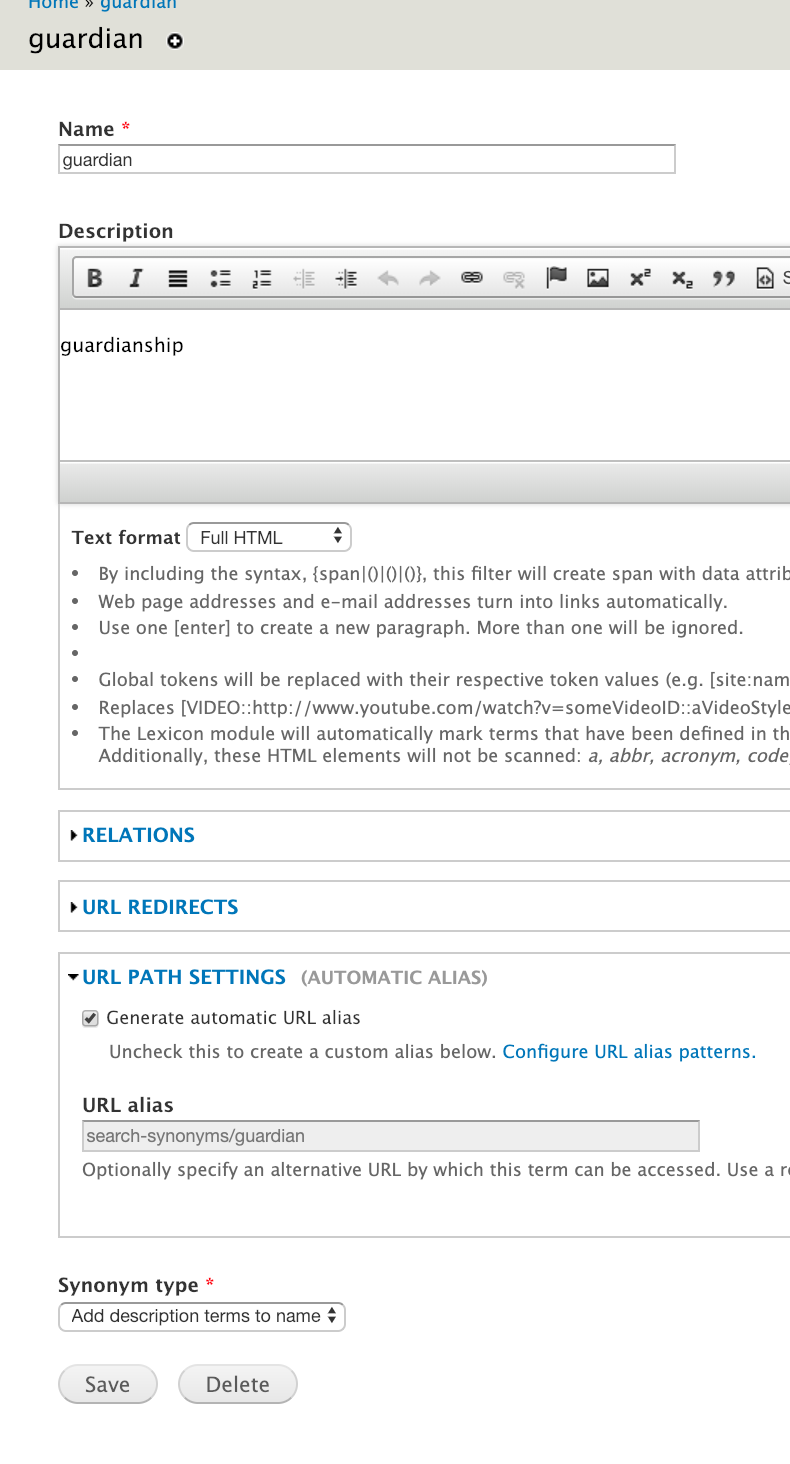 Home » guardian
guardian
Name *
guardian
Description
guardianship
Text format Full HTML
By including the syntax, {span|()|()|()}, this filter will create span with data
Web page addresses and e-mail addresses turn into links automatically.
Use one [enter] to create a new paragraph. More than one will be ignored.
Global tokens will be replaced with their respective token values (e.g. [site:nam
Replaces [VIDEO::http://www.youtube.com/watch?v=someVideoID::aVideoStyle
The Lexicon module will automatically mark terms that have been defined in th
Additionally, these HTML elements will not be scanned: a, abbr, acronym, code,
RELATIONS
URL REDIRECTS
URL PATH SETTINGS (AUTOMATIC ALIAS)
Generate automatic URL alias
Uncheck this to create a custom alias below. Configure URL alias patterns.
URL alias
search-synonyms/guardian
Optionally specify an alternative URL by which this term can be accessed. Use a
Synonym type *
Add description terms to name
Save Delete